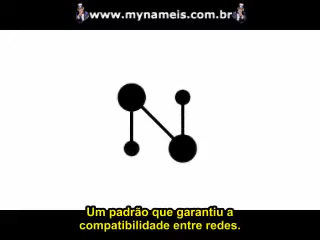 www.mynameis.com.br
Um padrão que garantiu a
compatibilidade entre redes.